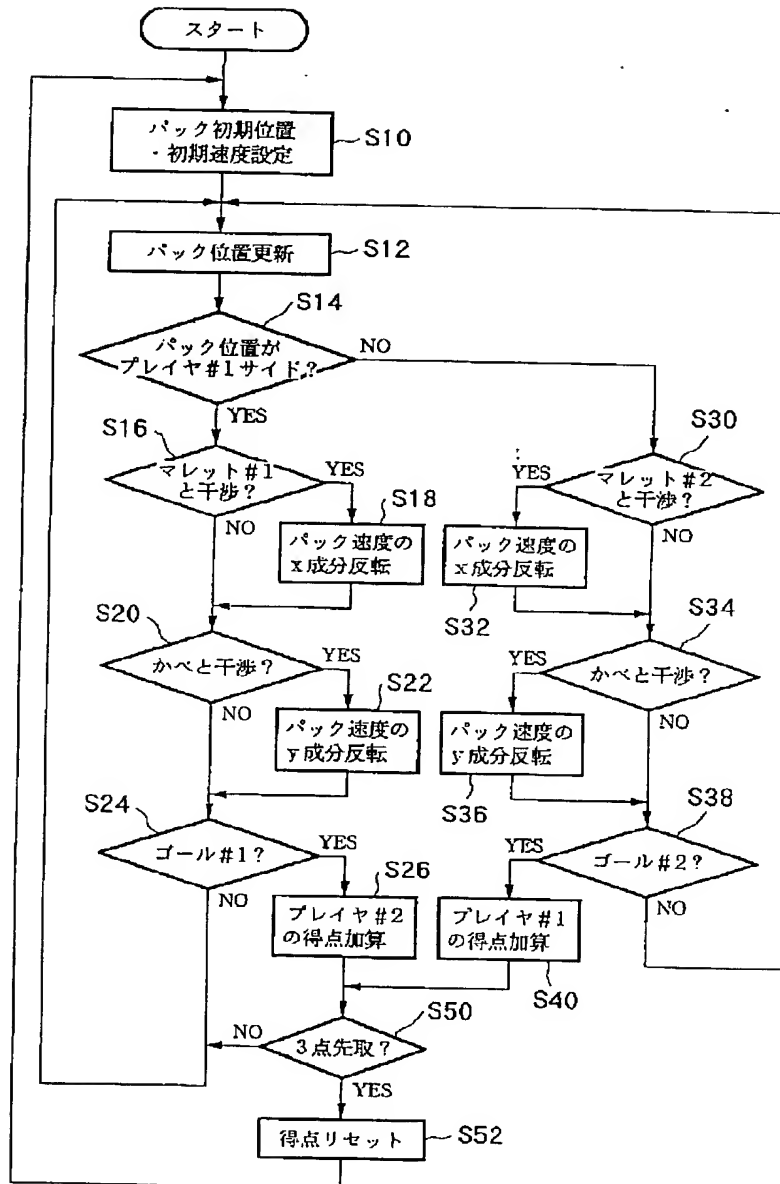 スタート
パック初期位置
・初期速度設定
S10
パック位置更新
S12
S14
パック位置が
プレイヤ#1サイド?
NO
YES
S16
マレット#1
と干渉?
YES
NO
S18
パック速度の
x成分反転
S30
マレット#2
と干渉?
YES
NO
パック速度の
x成分反転
S32
S20
かべと干渉?
YES
NO
S22
パック速度の
y成分反転
S34
かべと干渉?
YES
NO
パック速度の
y成分反転
S36
S24
ゴール#1?
YES
NO
S26
プレイヤ#2
の得点加算
S38
ゴール#2?
YES
NO
プレイヤ#1
の得点加算
S40
S50
3点先取?
NO
YES
得点リセット
S52